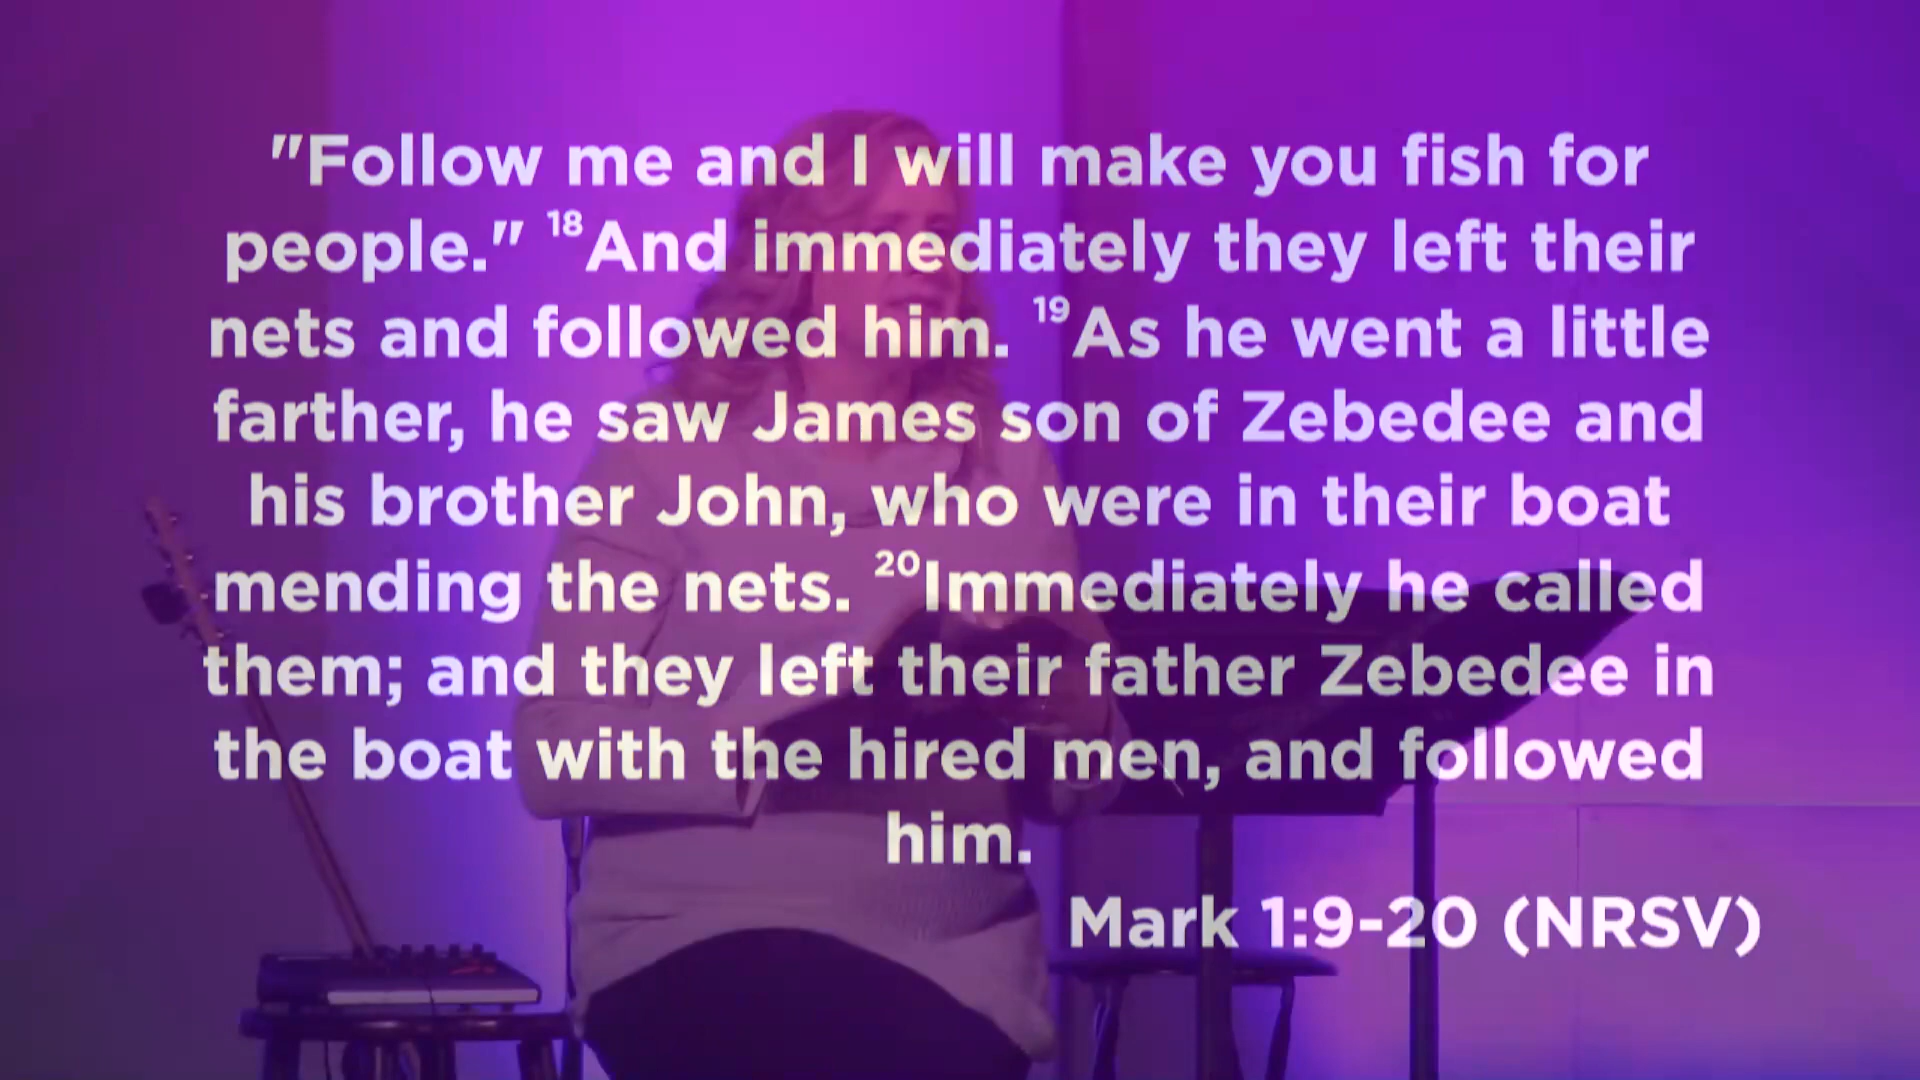 "Follow me and I will make you fish for
people." ¹⁸And immediately they left their
nets and followed him. ¹⁹As he went a little
farther, he saw James son of Zebedee and
his brother John, who were in their boat
mending the nets. ²⁰Immediately he called
them; and they left their father Zebedee in
the boat with the hired men, and followed
him.
Mark 1:9-20 (NRSV)